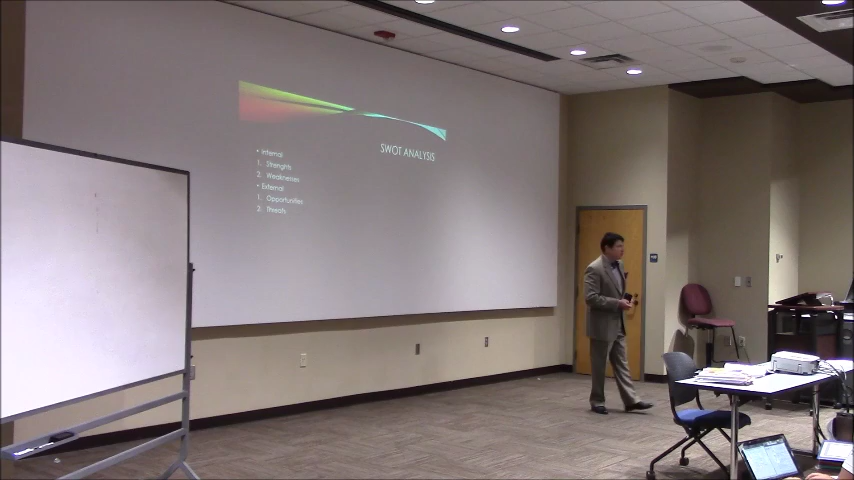 SWOT ANALYSIS
• Internal
1. Strengths
2. Weaknesses
• External
1. Opportunities
2. Threats